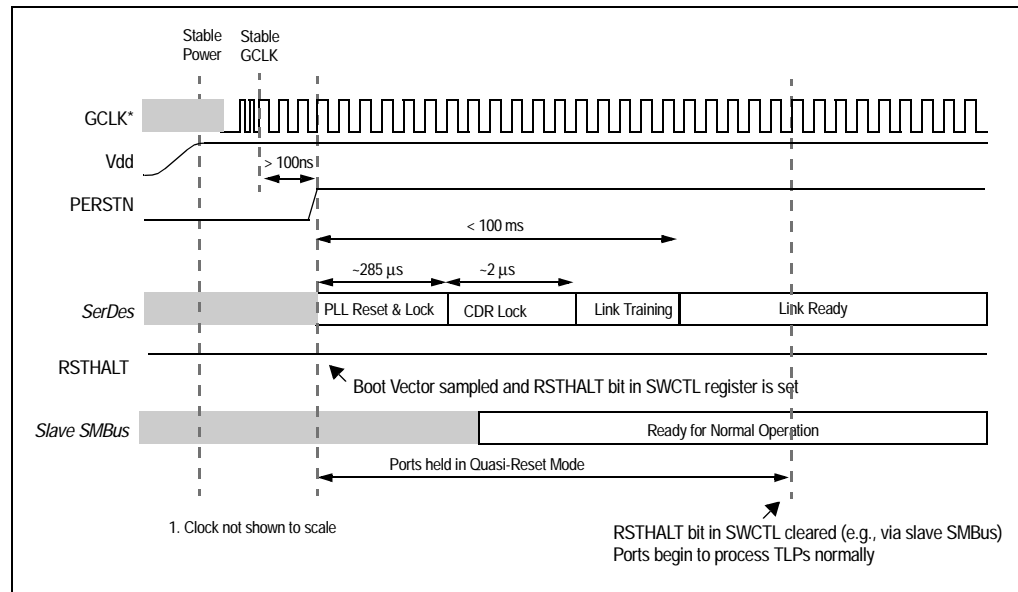 Stable
Power
Stable
GCLK
GCLK*
Vdd
> 100ns
PERSTN
< 100 ms
~285 μs
~2 μs
SerDes
PLL Reset & Lock
CDR Lock
Link Training
Link Ready
RSTHALT
Boot Vector sampled and RSTHALT bit in SWCTL register is set
Slave SMBus
Ready for Normal Operation
Ports held in Quasi-Reset Mode
1. Clock not shown to scale
RSTHALT bit in SWCTL cleared (e.g., via slave SMBus)
Ports begin to process TLPs normally